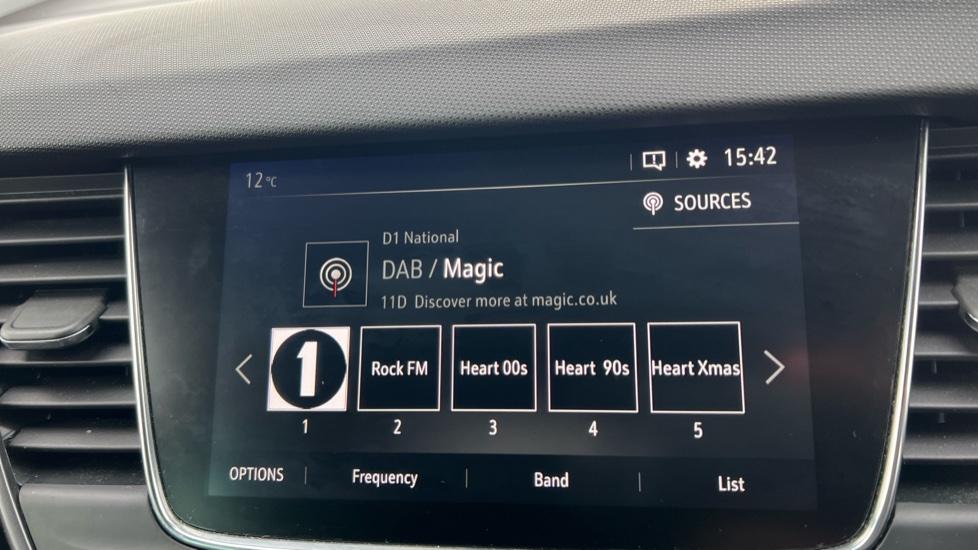 12 °C
15:42
SOURCES
D1 National
DAB / Magic
11D Discover more at magic.co.uk
1
Rock FM
Heart 00s
Heart 90s
Heart Xmas
1 2 3 4 5
OPTIONS Frequency Band List